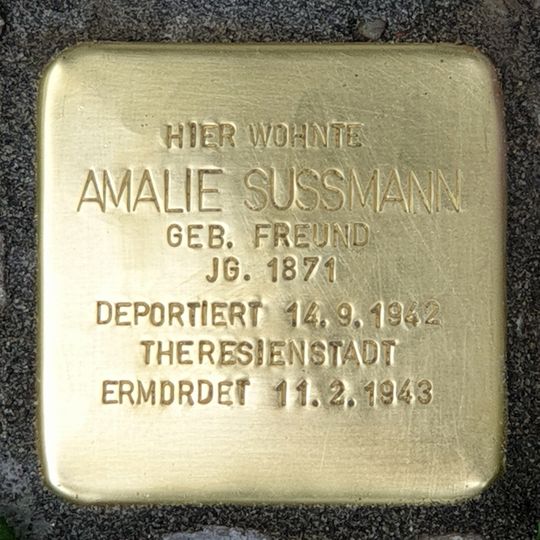 HIER WOHNTE
AMALIE SUSSMANN
GEB. FREUND
JG. 1871
DEPORTIERT 14.9.1942
THERESIENSTADT
ERMORDET 11.2.1943